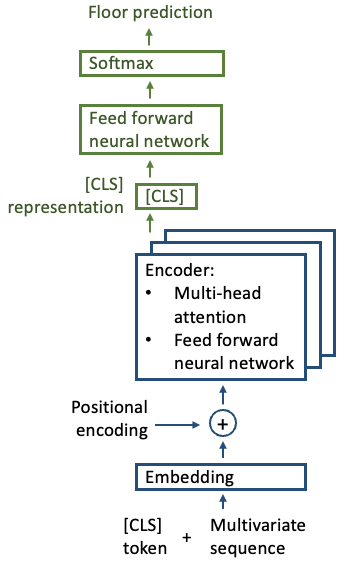 Floor prediction
Softmax
Feed forward
neural network
[CLS]
representation
[CLS]
Encoder:
• Multi-head
attention
• Feed forward
neural network
Positional
encoding
+
Embedding
[CLS]
token
+
Multivariate
sequence